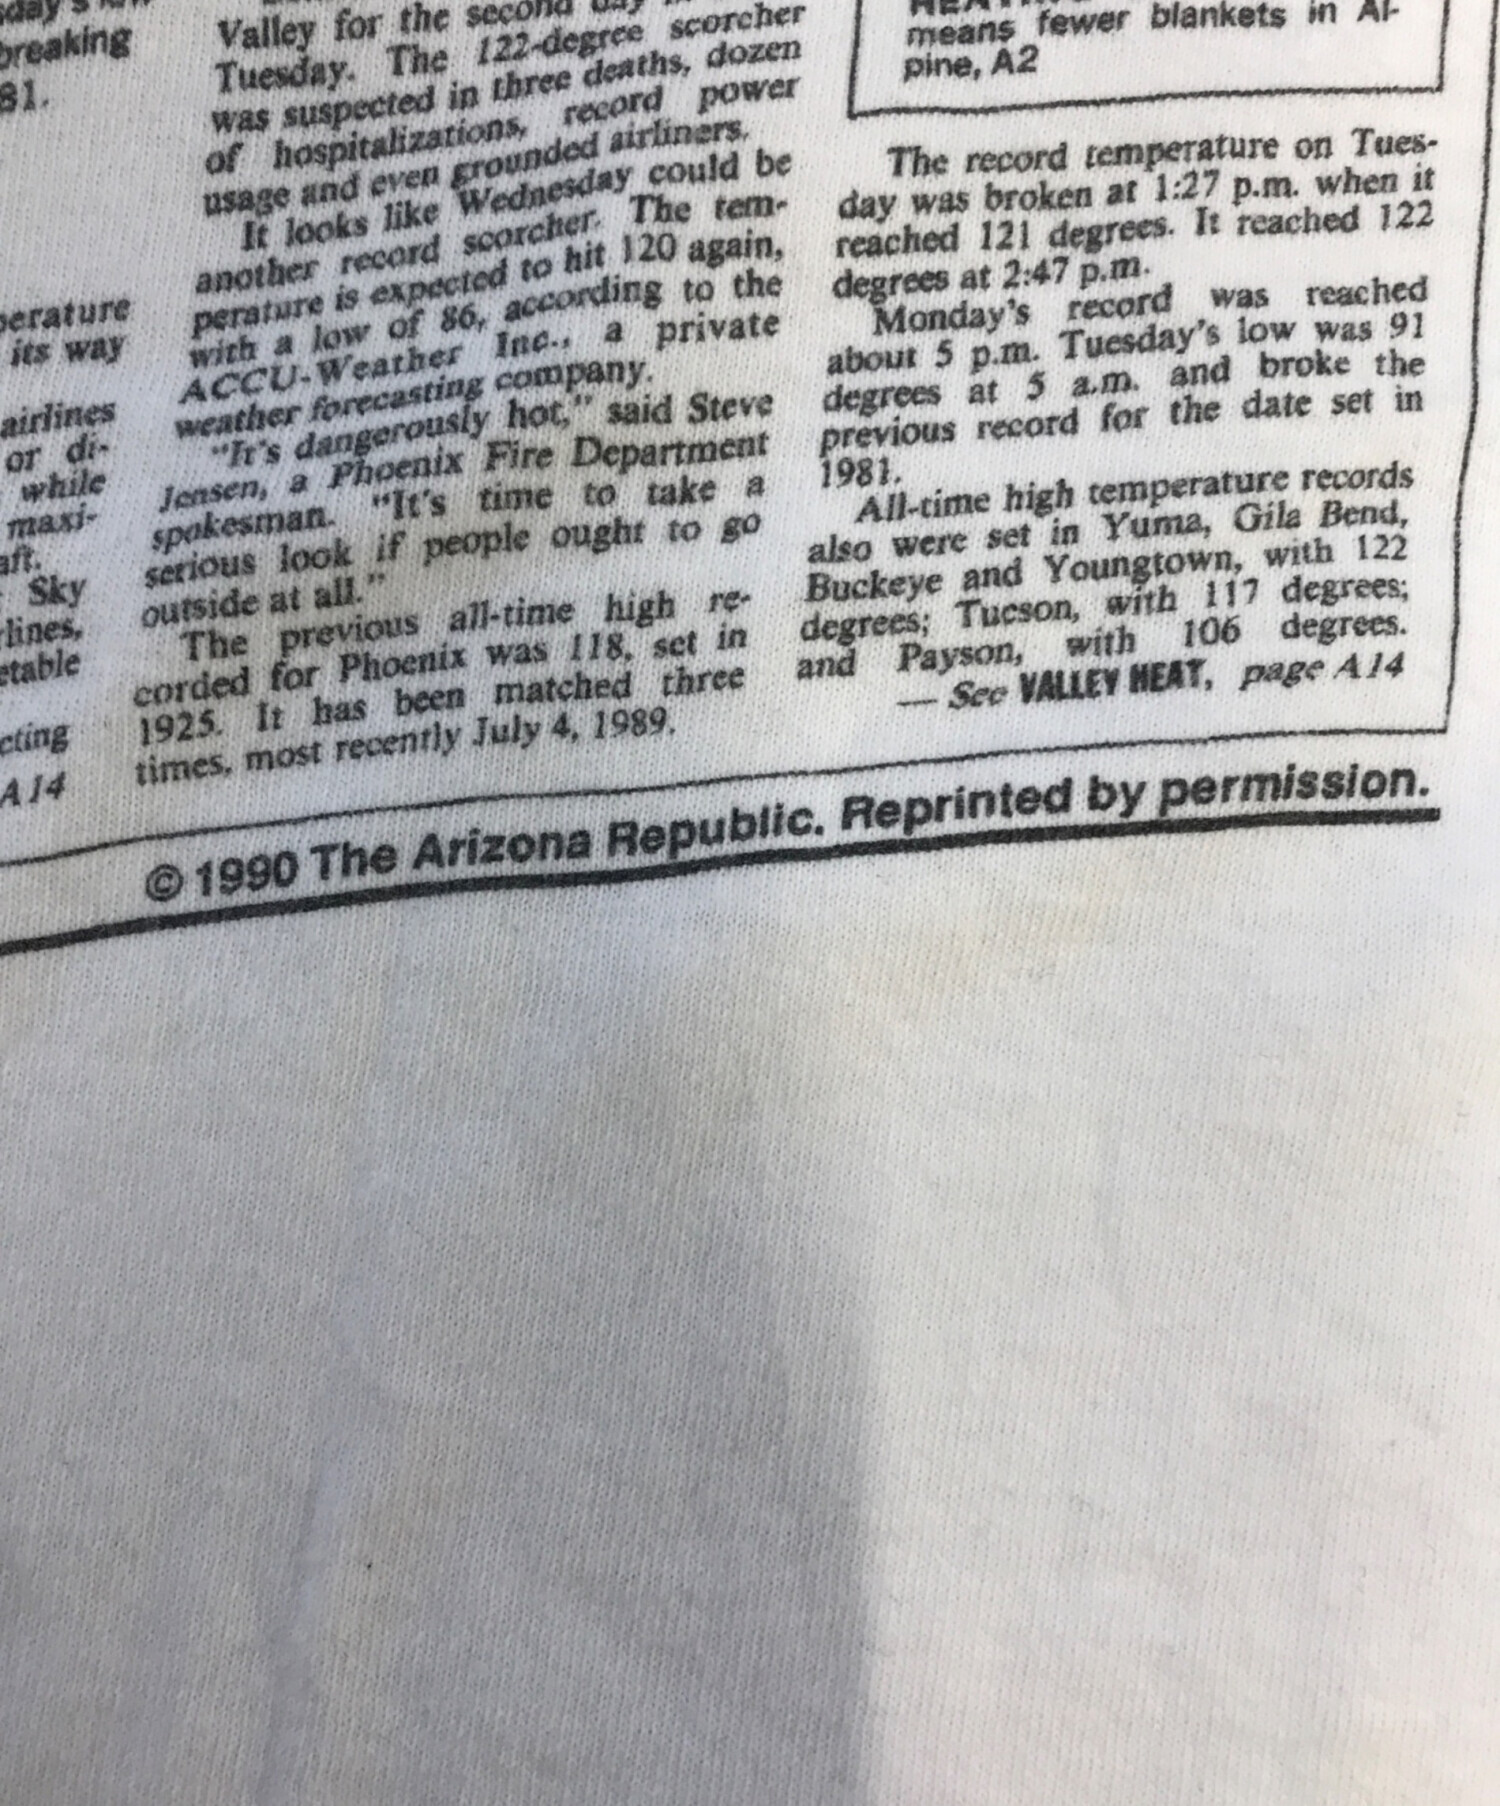 breaking
81.
perature
its way
airlines
or di-
while
maxi-
aft.
Sky
lines,
etable
cting
A14
Valley for the second day
Tuesday. The 122-degree scorcher
was suspected in three deaths, dozen
of hospitalizations, record power
usage and even grounded airliners.
It looks like Wednesday could be
another record scorcher. The tem-
perature is expected to hit 120 again,
with a low of 86, according to the
ACCU-Weather Inc., a private
weather forecasting company.
"It's dangerously hot," said Steve
Jensen, a Phoenix Fire Department
spokesman. "It's time to take a
serious look if people ought to go
outside at all."
The previous all-time high re-
corded for Phoenix was 118, set in
1925. It has been matched three
times, most recently July 4, 1989.
means fewer blankets in Al-
pine, A2
The record temperature on Tues-
day was broken at 1:27 p.m. when it
reached 121 degrees. It reached 122
degrees at 2:47 p.m.
Monday's record was reached
about 5 p.m. Tuesday's low was 91
degrees at 5 a.m. and broke the
previous record for the date set in
1981.
All-time high temperature records
also were set in Yuma, Gila Bend,
Buckeye and Youngtown, with 122
degrees; Tucson, with 117 degrees;
and Payson, with 106 degrees.
— See VALLEY HEAT, page A14
© 1990 The Arizona Republic. Reprinted by permission.